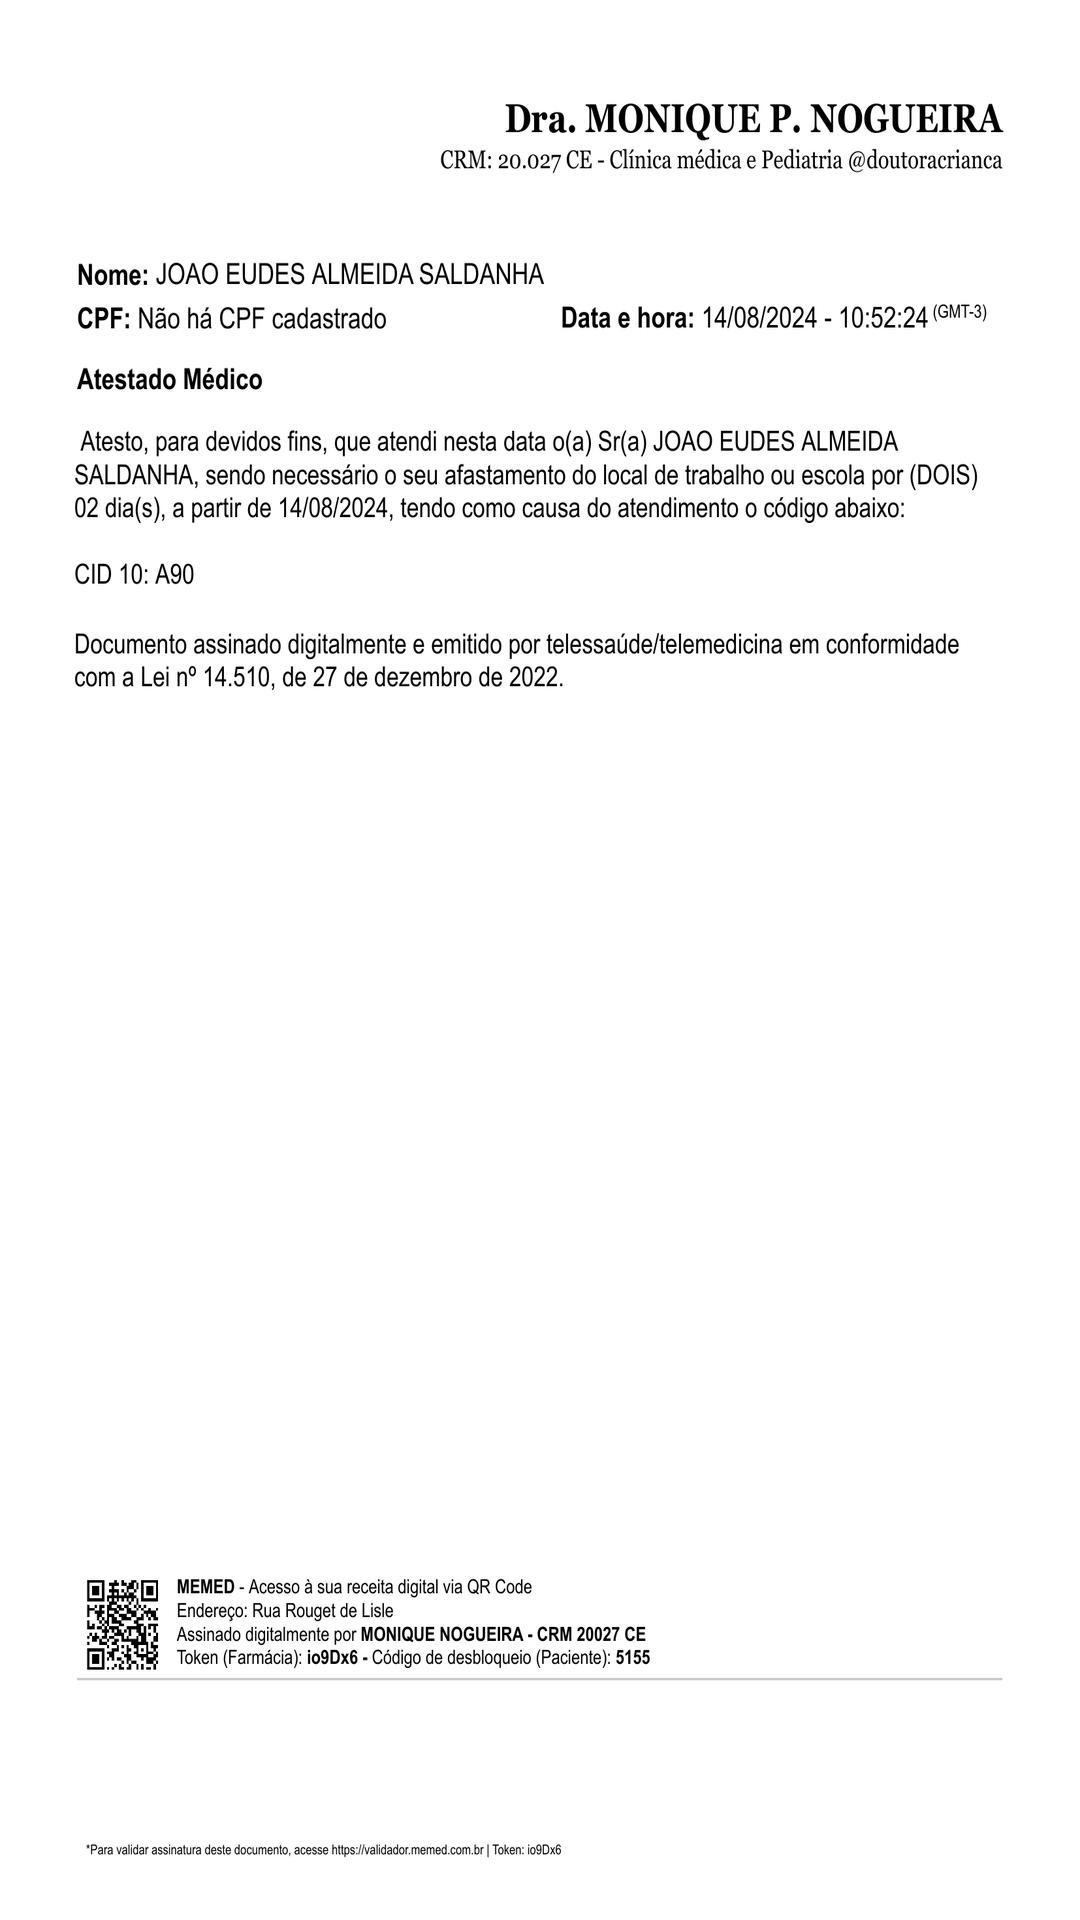 Dra. MONIQUE P. NOGUEIRA
CRM: 20.027 CE - Clínica médica e Pediatria @doutoracrianca
Nome: JOAO EUDES ALMEIDA SALDANHA
CPF: Não há CPF cadastrado Data e hora: 14/08/2024 - 10:52:24 (GMT-3)
Atestado Médico
Atesto, para devidos fins, que atendi nesta data o(a) Sr(a) JOAO EUDES ALMEIDA
SALDANHA, sendo necessário o seu afastamento do local de trabalho ou escola por (DOIS)
02 dia(s), a partir de 14/08/2024, tendo como causa do atendimento o código abaixo:
CID 10: A90
Documento assinado digitalmente e emitido por telessaúde/telemedicina em conformidade
com a Lei nº 14.510, de 27 de dezembro de 2022.
MEMED - Acesso à sua receita digital via QR Code
Endereço: Rua Rouget de Lisle
Assinado digitalmente por MONIQUE NOGUEIRA - CRM 20027 CE
Token (Farmácia): io9Dx6 - Código de desbloqueio (Paciente): 5155
*Para validar assinatura deste documento, acesse https://validador.memed.com.br | Token: io9Dx6